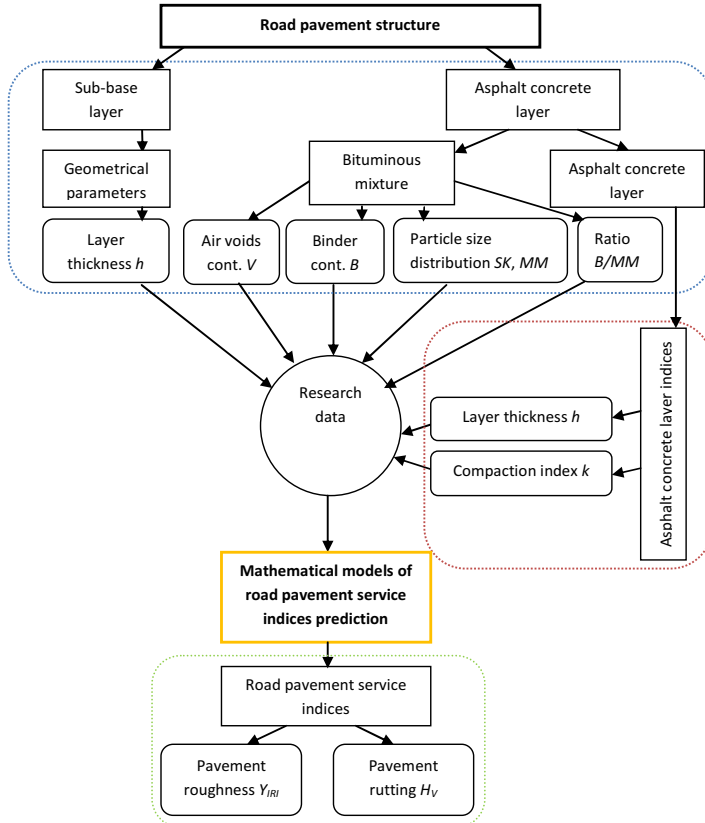 Road pavement structure
Sub-base
layer
Asphalt concrete
layer
Geometrical
parameters
Bituminous
mixture
Asphalt concrete
layer
Layer
thickness h
Air voids
cont. V
Binder
cont. B
Particle size
distribution SK, MM
Ratio
B/MM
Research
data
Layer thickness h
Compaction index k
Asphalt concrete layer indices
Mathematical models of
road pavement service
indices prediction
Road pavement service
indices
Pavement
roughness Y_IRI
Pavement
rutting H_V